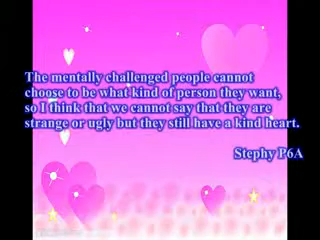 The mentally challenged people cannot
choose to be what kind of person they want,
so I think that we cannot say that they are
strange or ugly but they still have a kind heart.
Stephy P6A